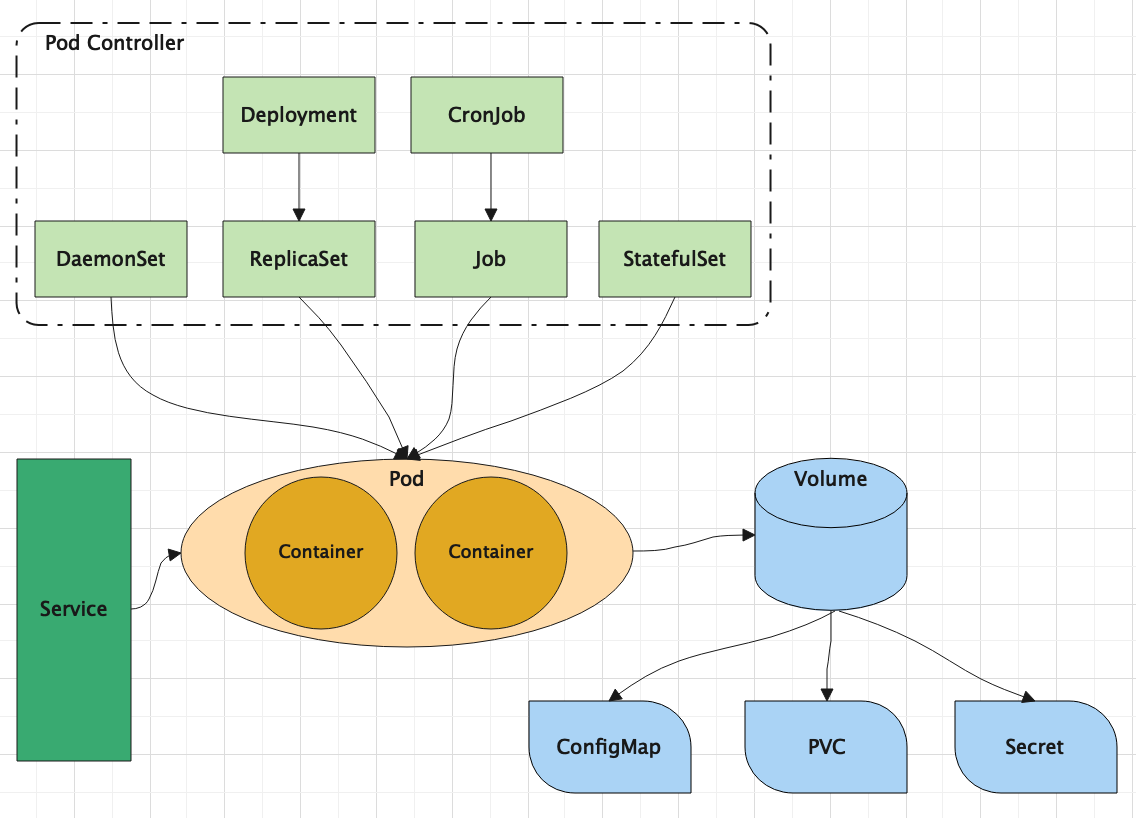 Pod Controller
Deployment
CronJob
DaemonSet
ReplicaSet
Job
StatefulSet
Pod
Volume
Container
Container
Service
ConfigMap
PVC
Secret